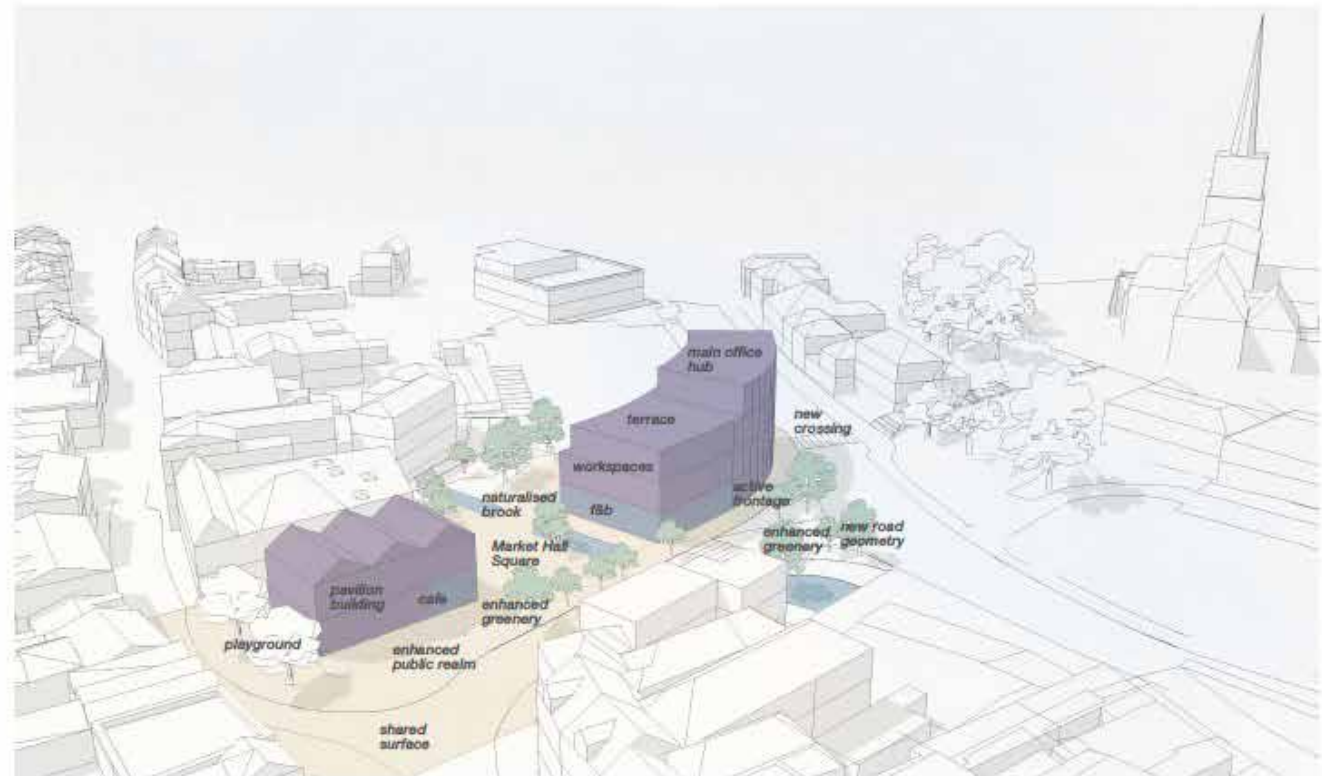 main office
hub
terrace
new
crossing
workspaces
active
frontage
naturalised
brook
f&b
enhanced
greenery
new road
geometry
Market Hall
Square
pavilion
building
cafe
enhanced
greenery
playground
enhanced
public realm
shared
surface